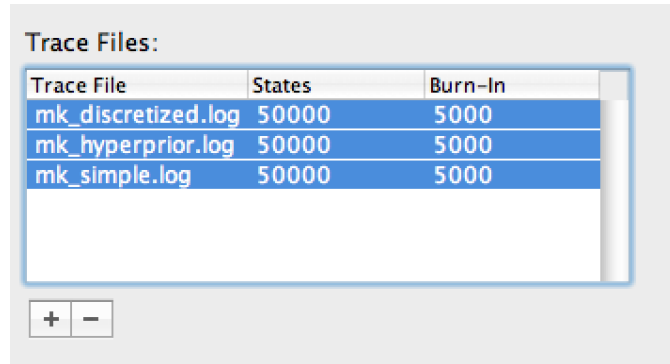 Trace Files:
Trace File States Burn-In
mk_discretized.log 50000 5000
mk_hyperprior.log 50000 5000
mk_simple.log 50000 5000
+ −